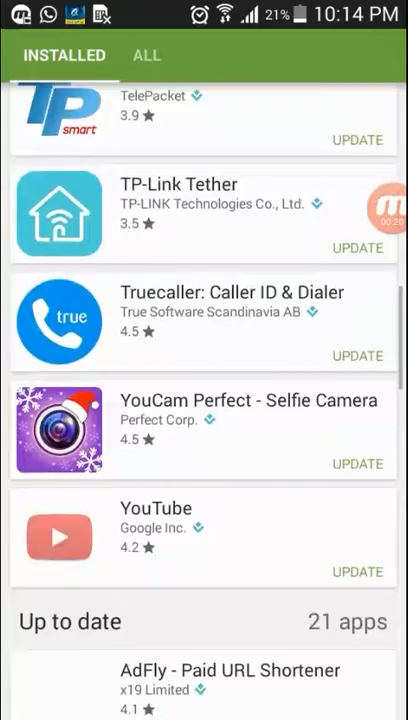 21% 10:14 PM
INSTALLED ALL
TP smart
TelePacket
3.9
UPDATE
TP-Link Tether
TP-LINK Technologies Co., Ltd.
3.5
UPDATE
00:20
true
Truecaller: Caller ID & Dialer
True Software Scandinavia AB
4.5
UPDATE
YouCam Perfect - Selfie Camera
Perfect Corp.
4.5
UPDATE
YouTube
Google Inc.
4.2
UPDATE
Up to date 21 apps
AdFly - Paid URL Shortener
x19 Limited
4.1